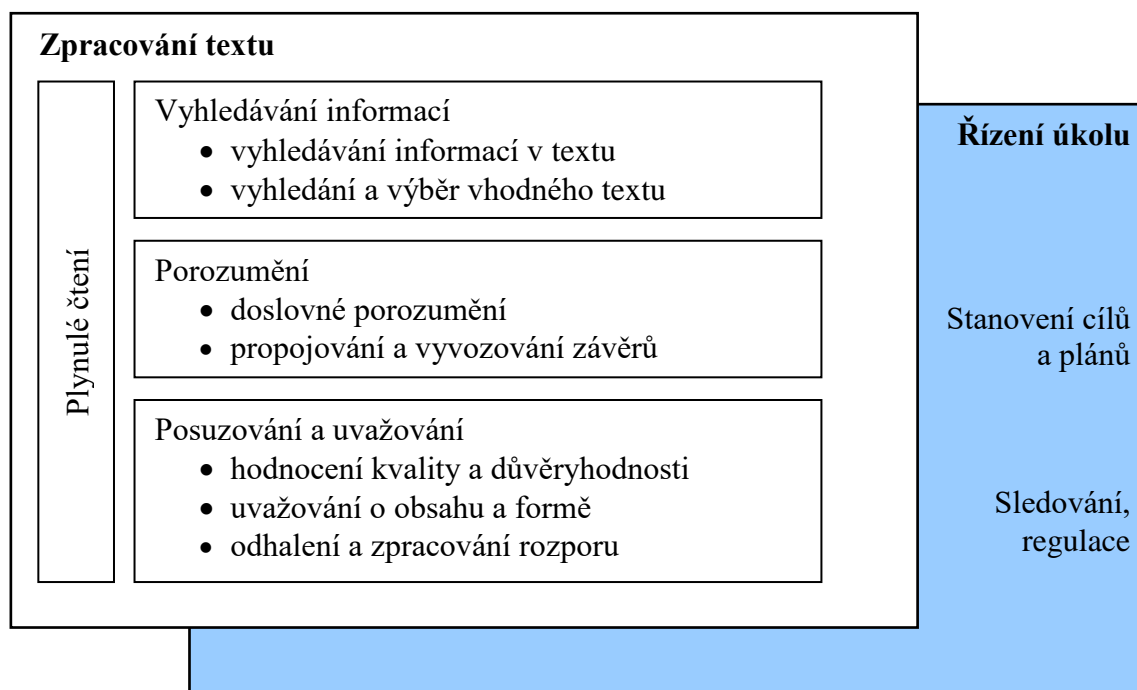 Zpracování textu
Plynulé čtení
Vyhledávání informací
• vyhledávání informací v textu
• vyhledání a výběr vhodného textu
Porozumění
• doslovné porozumění
• propojování a vyvozování závěrů
Posuzování a uvažování
• hodnocení kvality a důvěryhodnosti
• uvažování o obsahu a formě
• odhalení a zpracování rozporu
Řízení úkolu
Stanovení cílů
a plánů
Sledování,
regulace